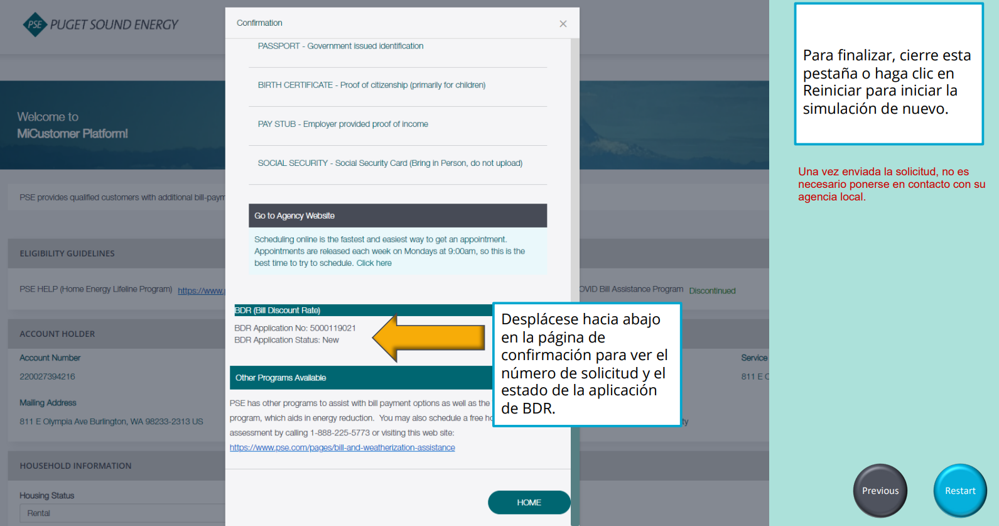 PSE PUGET SOUND ENERGY
Welcome to
MiCustomer Platform!
PSE provides qualified customers with additional bill-paym
ELIGIBILITY GUIDELINES
PSE HELP (Home Energy Lifeline Program) https://www.p
OVID Bill Assistance Program Discontinued
ACCOUNT HOLDER
Account Number
220027394216
Service
811 E O
Mailing Address
811 E Olympia Ave Burlington, WA 98233-2313 US
ty
HOUSEHOLD INFORMATION
Housing Status
Rental
Confirmation
×
PASSPORT - Government issued identification
BIRTH CERTIFICATE - Proof of citizenship (primarily for children)
PAY STUB - Employer provided proof of income
SOCIAL SECURITY - Social Security Card (Bring in Person, do not upload)
Go to Agency Website
Scheduling online is the fastest and easiest way to get an appointment.
Appointments are released each week on Mondays at 9:00am, so this is the
best time to try to schedule. Click here
BDR (Bill Discount Rate)
BDR Application No: 5000119021
BDR Application Status: New
Other Programs Available
PSE has other programs to assist with bill payment options as well as the
program, which aids in energy reduction. You may also schedule a free ho
assessment by calling 1-888-225-5773 or visiting this web site:
https://www.pse.com/pages/bill-and-weatherization-assistance
HOME
Desplácese hacia abajo
en la página de
confirmación para ver el
número de solicitud y el
estado de la aplicación
de BDR.
Para finalizar, cierre esta
pestaña o haga clic en
Reiniciar para iniciar la
simulación de nuevo.
Una vez enviada la solicitud, no es
necesario ponerse en contacto con su
agencia local.
Previous
Restart